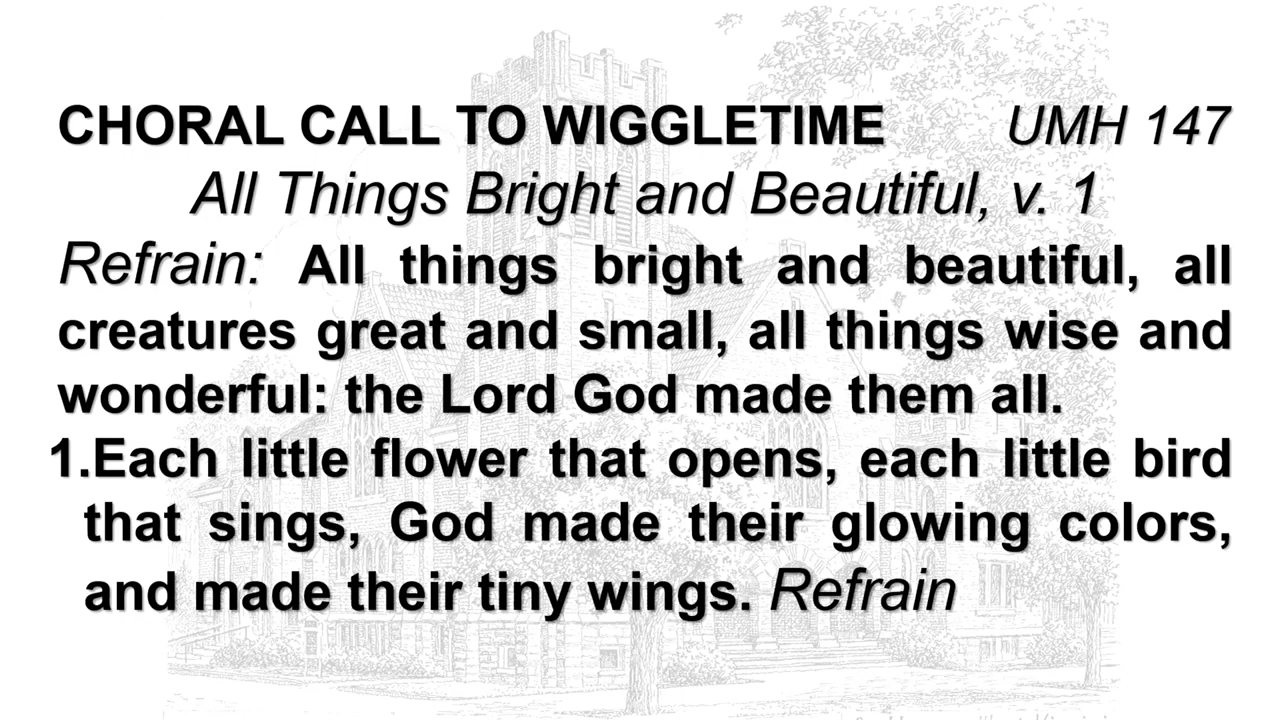 CHORAL CALL TO WIGGLETIME UMH 147
All Things Bright and Beautiful, v. 1
Refrain: All things bright and beautiful, all
creatures great and small, all things wise and
wonderful: the Lord God made them all.
1.Each little flower that opens, each little bird
that sings, God made their glowing colors,
and made their tiny wings. Refrain